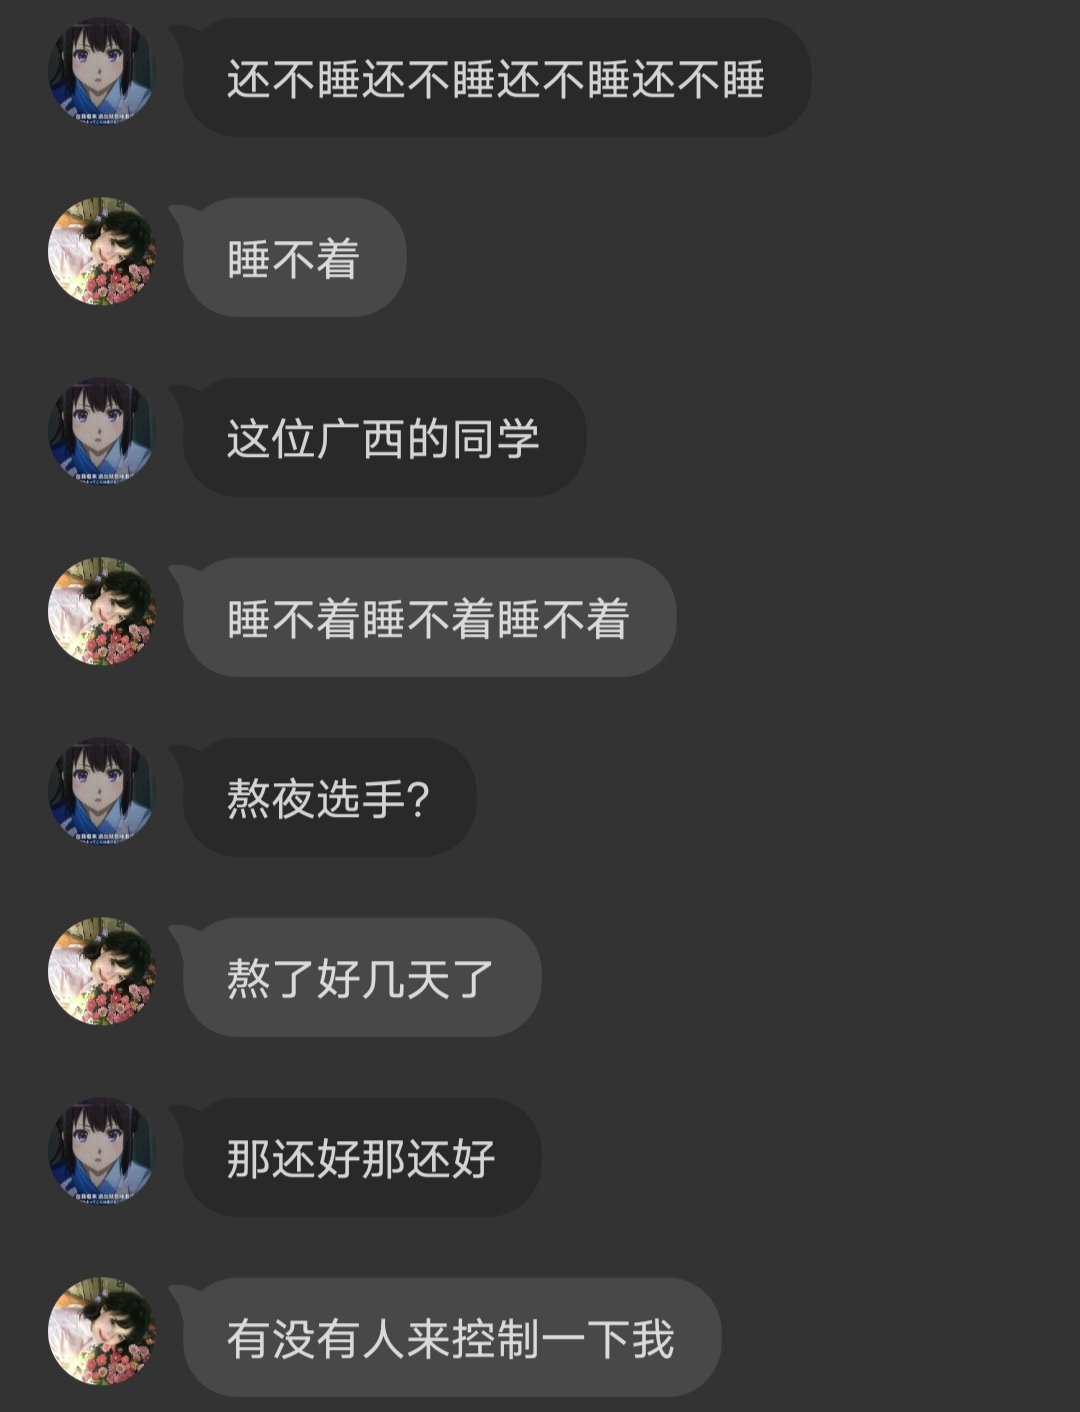 还不睡还不睡还不睡还不睡
睡不着
这位广西的同学
睡不着睡不着睡不着
熬夜选手?
熬了好几天了
那还好那还好
有没有人来控制一下我